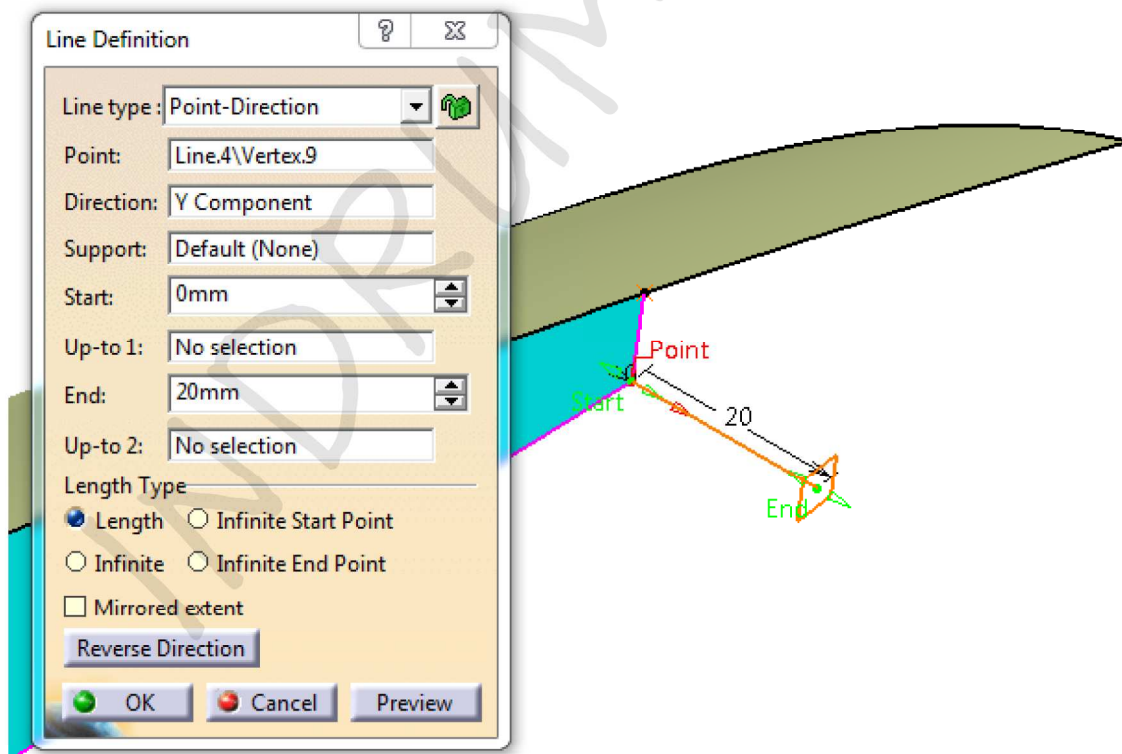 Line Definition
Line type : Point-Direction
Point: Line.4\Vertex.9
Direction: Y Component
Support: Default (None)
Start: 0mm
Up-to 1: No selection
End: 20mm
Up-to 2: No selection
Length Type
Length Infinite Start Point
Infinite Infinite End Point
Mirrored extent
Reverse Direction
OK Cancel Preview
Point
Start
20
End
INDRUM